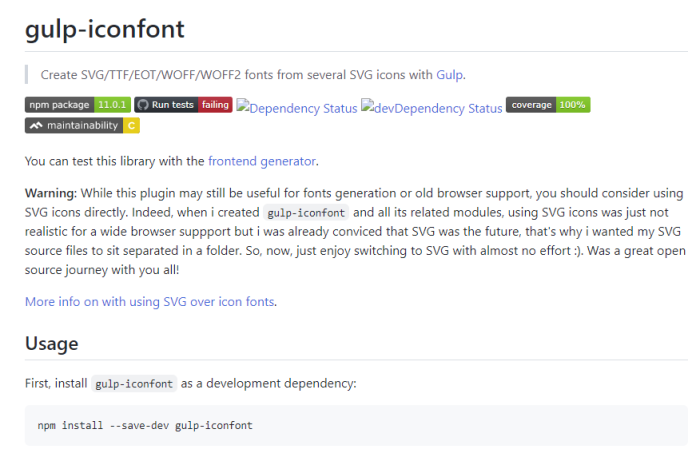 gulp-iconfont
Create SVG/TTF/EOT/WOFF/WOFF2 fonts from several SVG icons with Gulp.
npm package 11.0.1 Run tests failing Dependency Status devDependency Status coverage 100%
maintainability C
You can test this library with the frontend generator.
Warning: While this plugin may still be useful for fonts generation or old browser support, you should consider using
SVG icons directly. Indeed, when i created gulp-iconfont and all its related modules, using SVG icons was just not
realistic for a wide browser suppport but i was already conviced that SVG was the future, that's why i wanted my SVG
source files to sit separated in a folder. So, now, just enjoy switching to SVG with almost no effort :). Was a great open
source journey with you all!
More info on with using SVG over icon fonts.
Usage
First, install gulp-iconfont as a development dependency:
npm install --save-dev gulp-iconfont